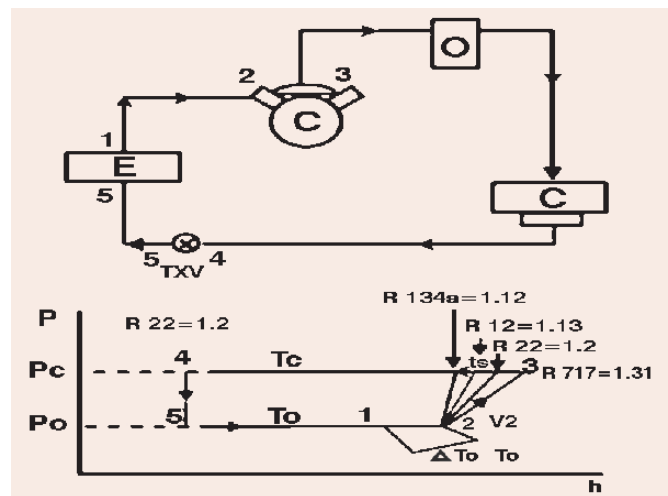 O
2 3
C
1
E
5
C
5 TXV 4
R 134a=1.12
P R 22=1.2 R 12=1.13
R 22=1.2
4 Tc ts 3
Pc R 717=1.31
5 To 1 2 V2
Po
△To To
h